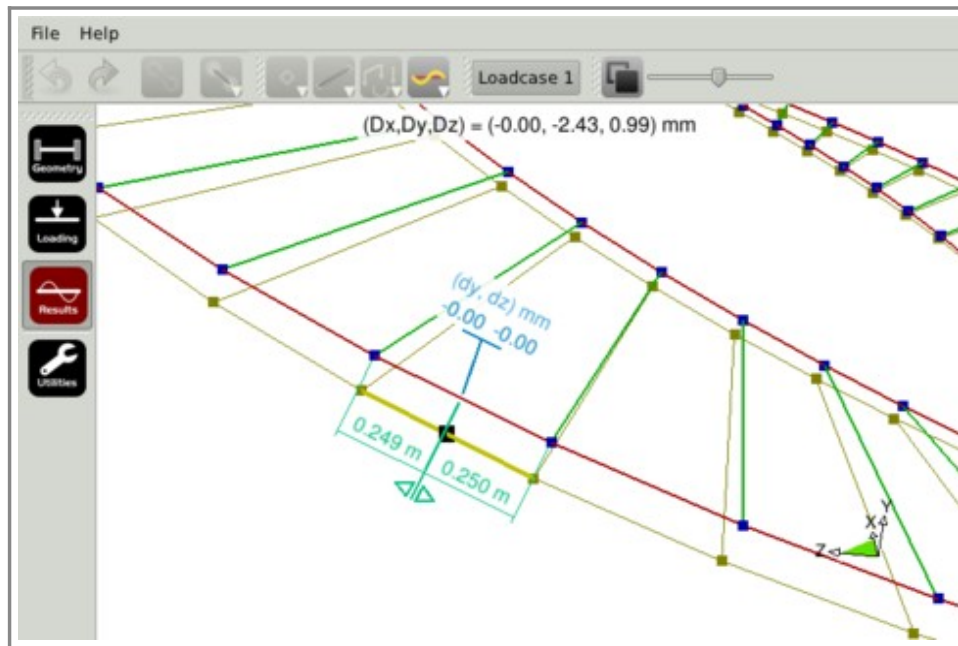 File Help
Loadcase 1
(Dx,Dy,Dz) = (-0.00, -2.43, 0.99) mm
Geometry
Loading
Results
Utilities
(dy, dz) mm
-0.00 -0.00
0.249 m 0.250 m
X Y
Z